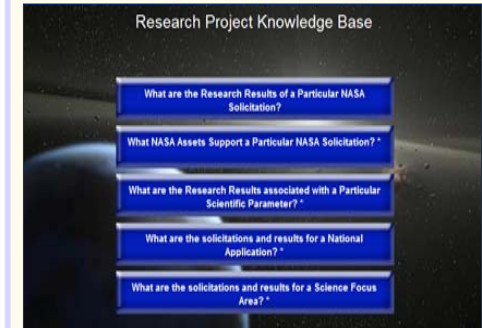 Research Project Knowledge Base
What are the Research Results of a Particular NASA
Solicitation?
What NASA Assets Support a Particular NASA Solicitation? *
What are the Research Results associated with a Particular
Scientific Parameter? *
What are the solicitations and results for a National
Application? *
What are the solicitations and results for a Science Focus
Area? *